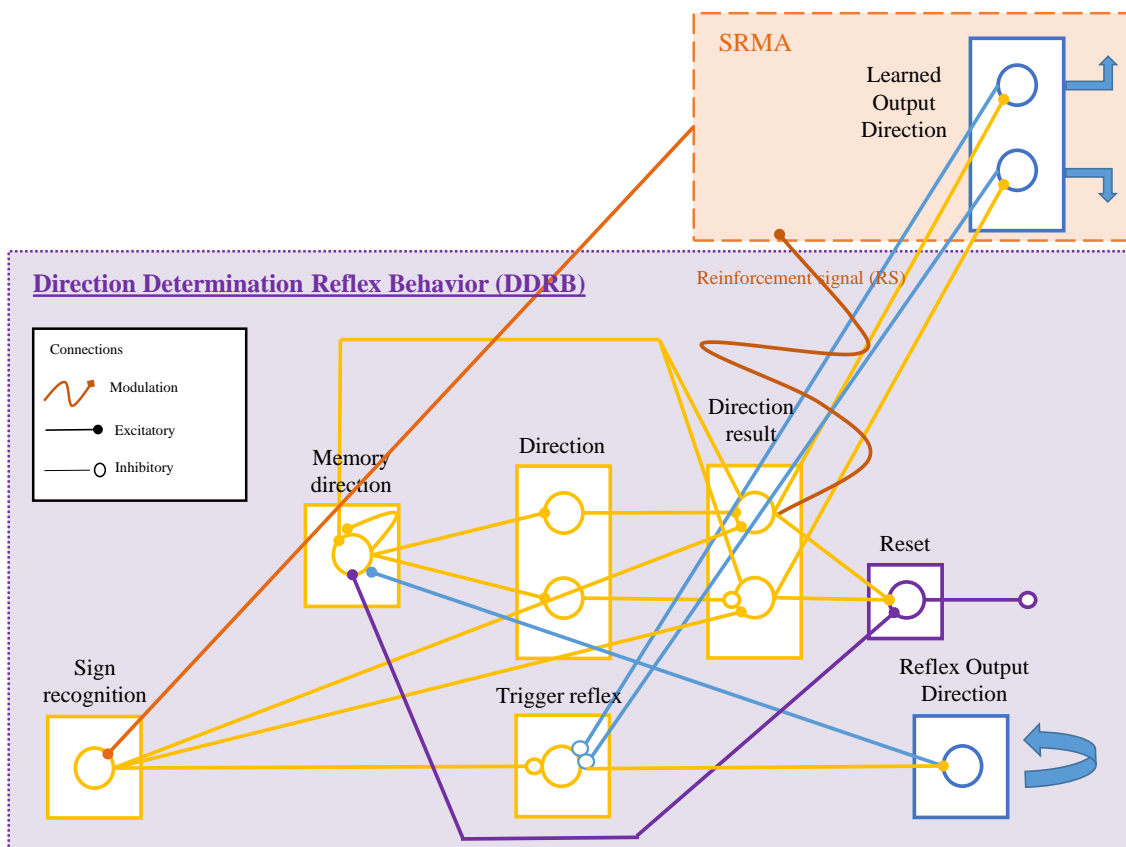 SRMA
Learned
Output
Direction
Direction Determination Reflex Behavior (DDRB)
Reinforcement signal (RS)
Connections
Modulation
Excitatory
Inhibitory
Memory
direction
Direction
Direction
result
Reset
Sign
recognition
Trigger reflex
Reflex Output
Direction